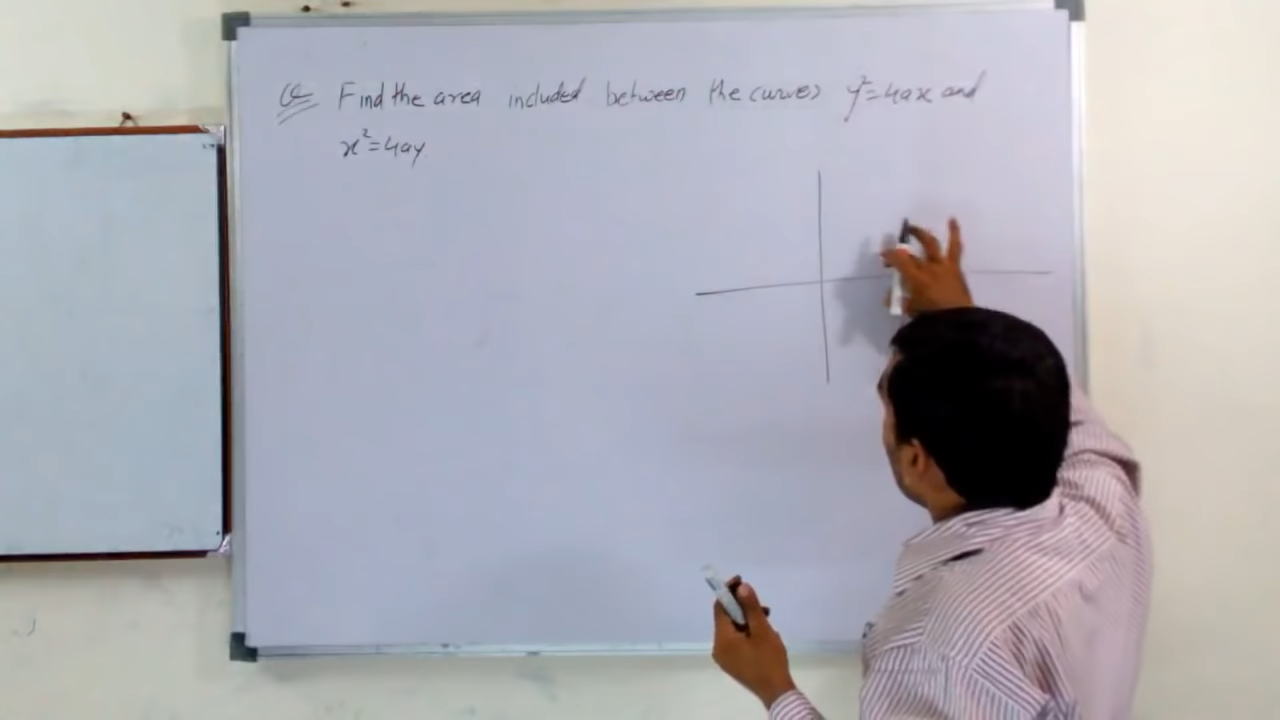 Q Find the area included between the curves y²=4ax and
x²=4ay.